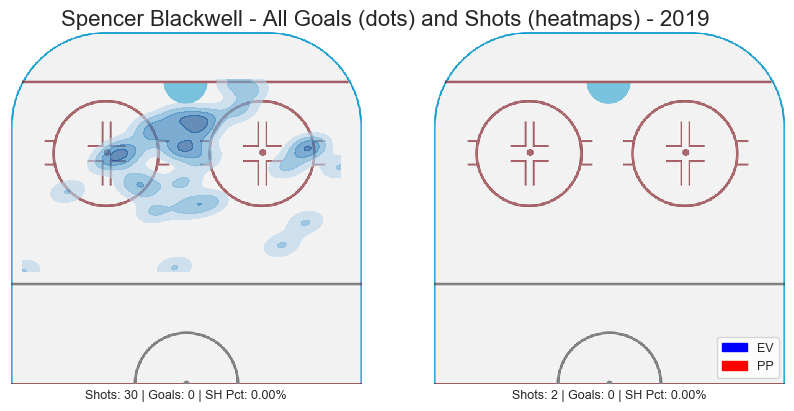 Spencer Blackwell - All Goals (dots) and Shots (heatmaps) - 2019
EV
PP
Shots: 30 | Goals: 0 | SH Pct: 0.00%
Shots: 2 | Goals: 0 | SH Pct: 0.00%